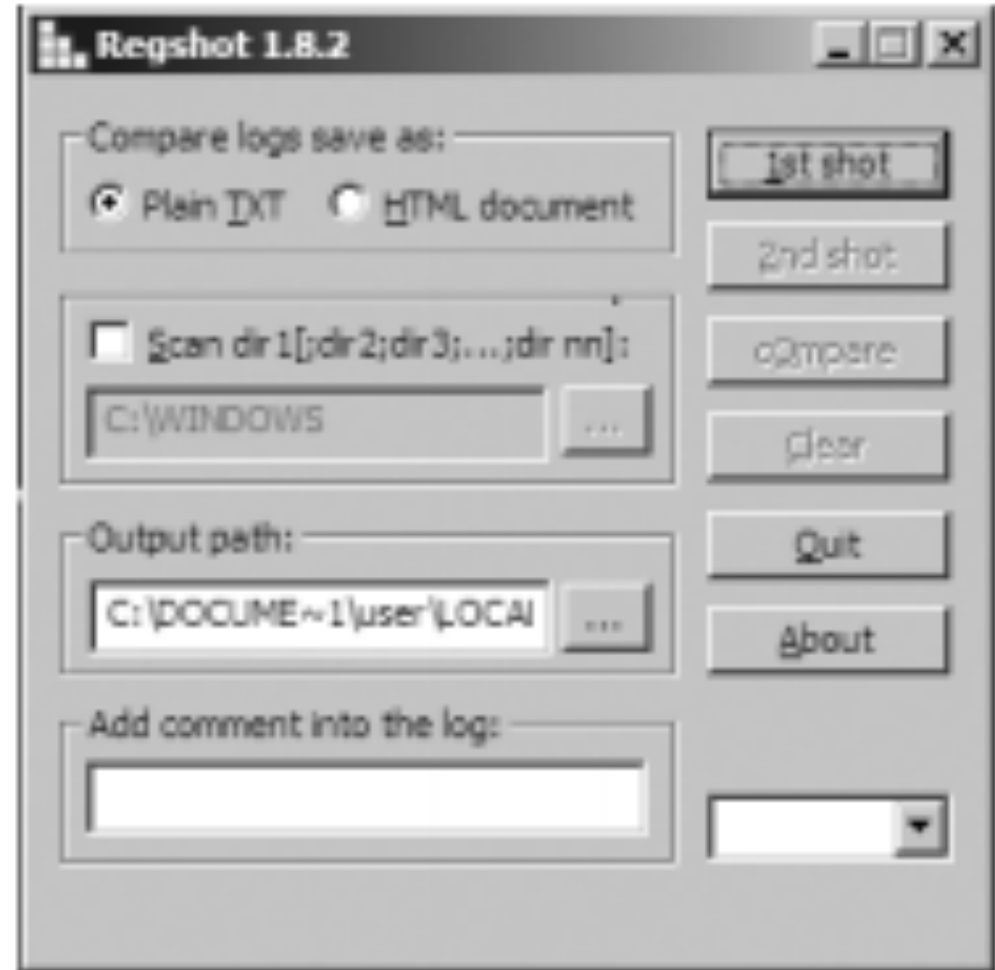 Regshot 1.8.2
Compare logs save as:
Plain TXT HTML document
1st shot
2nd shot
Scan dir1[;dir2;dir3;...;dir nn]:
cOmpare
C:\WINDOWS
...
Clear
Output path:
Quit
C:\DOCUME~1\user\LOCAl
...
About
Add comment into the log: